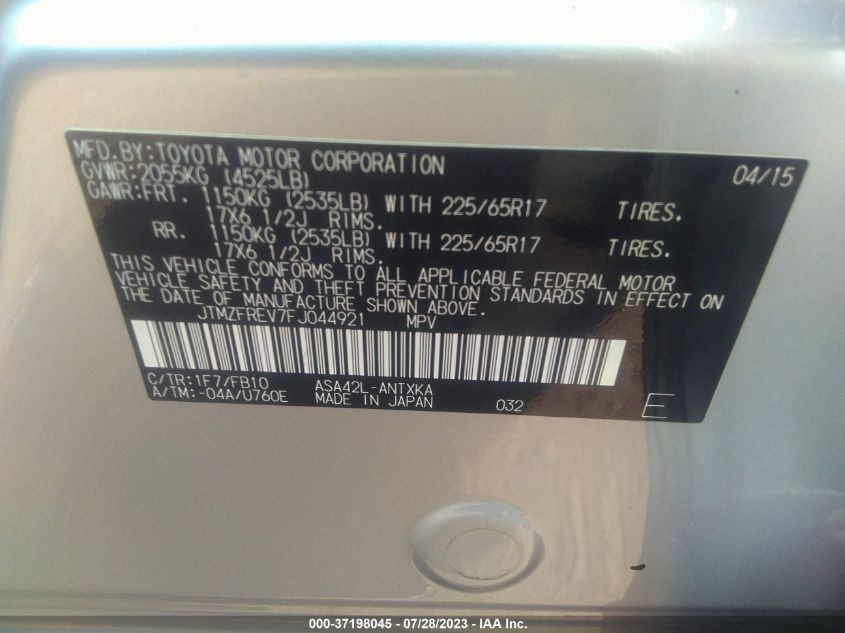 MFD.BY:TOYOTA MOTOR CORPORATION 04/15
GVWR:2055KG (4525LB)
GAWR:FRT. 1150KG (2535LB) WITH 225/65R17 TIRES.
17X6 1/2J RIMS.
RR. 1150KG (2535LB) WITH 225/65R17 TIRES.
17X6 1/2J RIMS.
THIS VEHICLE CONFORMS TO ALL APPLICABLE FEDERAL MOTOR
VEHICLE SAFETY AND THEFT PREVENTION STANDARDS IN EFFECT ON
THE DATE OF MANUFACTURE SHOWN ABOVE.
JTMZFREV7FJ044921 MPV
C/TR:1F7/FB10 ASA42L-ANTXKA
A/TM:-04A/U760E MADE IN JAPAN 032 E
000-37198045 / 07/28/2023 - IAA Inc.